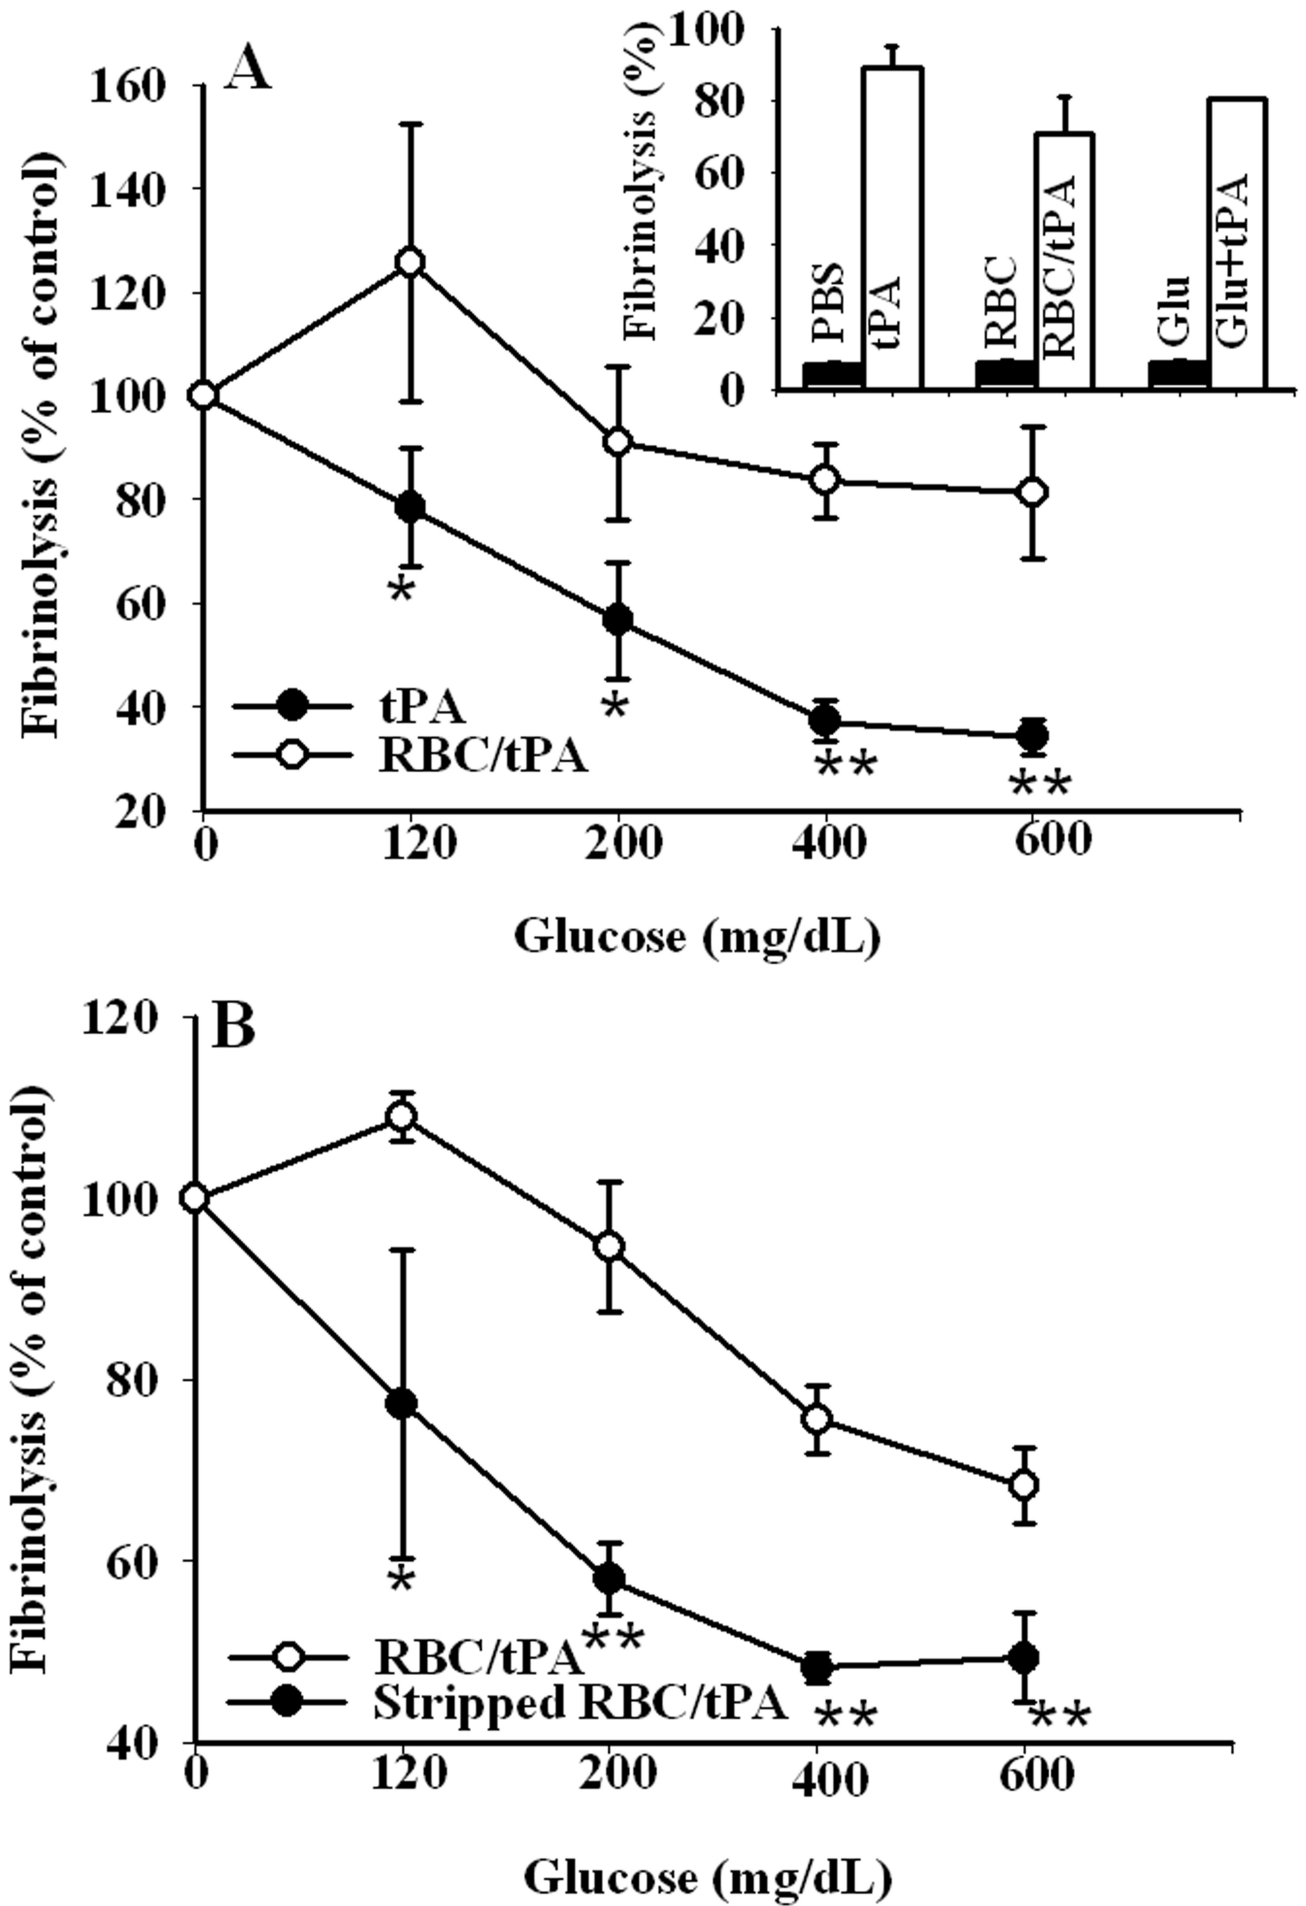 A
Fibrinolysis (% of control)
160
140
120
100
80
60
40
20
tPA
RBC/tPA
0 120 200 400 600
Glucose (mg/dL)
Fibrinolysis (%)
100
80
60
40
20
0
PBS
tPA
RBC
RBC/tPA
Glu
Glu+tPA
*
*
**
**
B
Fibrinolysis (% of control)
120
100
80
60
40
*
**
**
**
RBC/tPA
Stripped RBC/tPA
0 120 200 400 600
Glucose (mg/dL)